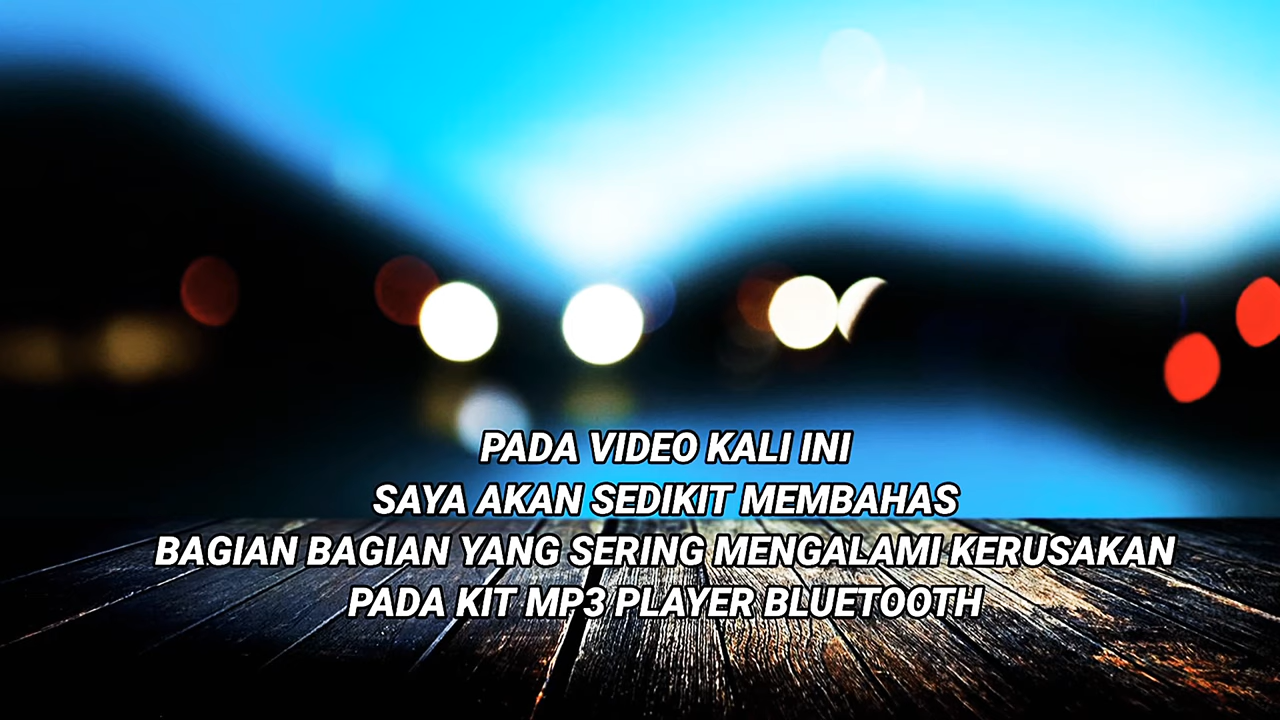 PADA VIDEO KALI INI
SAYA AKAN SEDIKIT MEMBAHAS
BAGIAN BAGIAN YANG SERING MENGALAMI KERUSAKAN
PADA KIT MP3 PLAYER BLUETOOTH